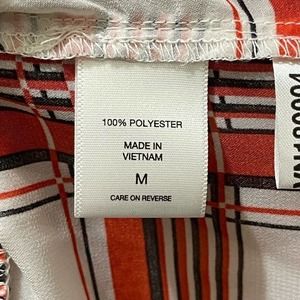 100% POLYESTER
MADE IN
VIETNAM
M
CARE ON REVERSE